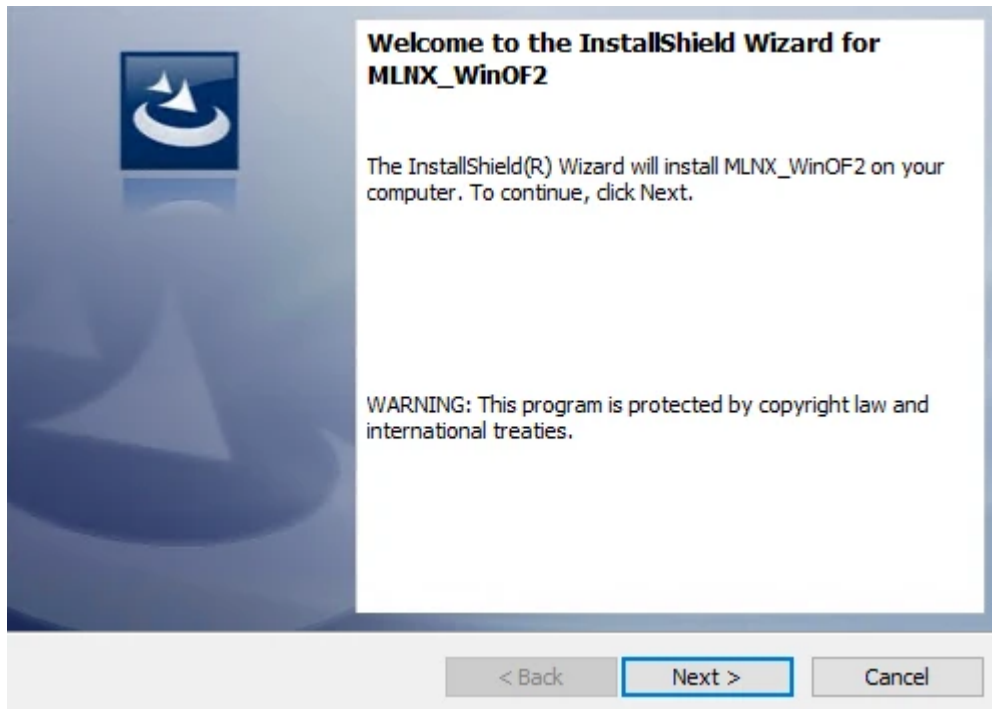 Welcome to the InstallShield Wizard for
MLNX_WinOF2
The InstallShield(R) Wizard will install MLNX_WinOF2 on your
computer. To continue, click Next.
WARNING: This program is protected by copyright law and
international treaties.
< Back
Next >
Cancel